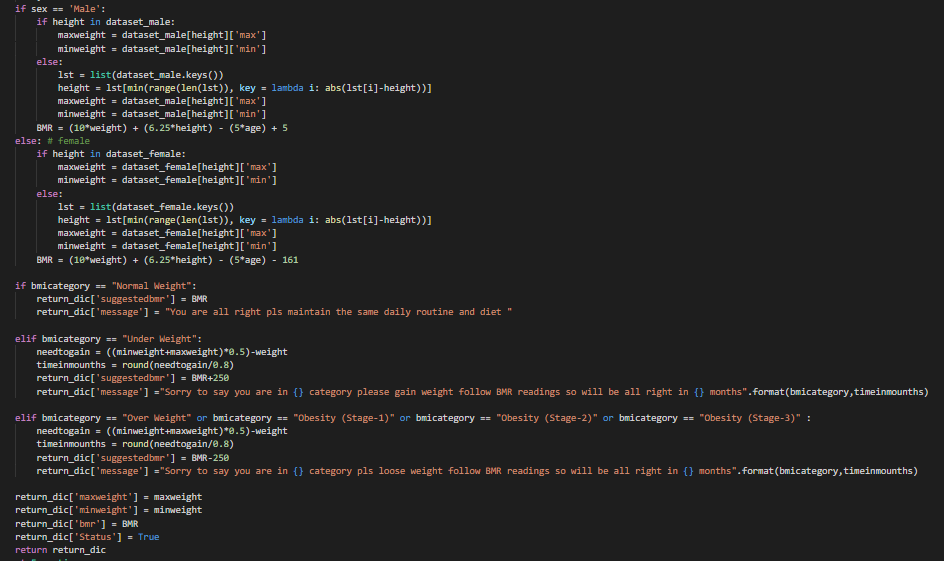 if sex == 'Male':
    if height in dataset_male:
        maxweight = dataset_male[height]['max']
        minweight = dataset_male[height]['min']
    else:
        lst = list(dataset_male.keys())
        height = lst[min(range(len(lst)), key = lambda i: abs(lst[i]-height))]
        maxweight = dataset_male[height]['max']
        minweight = dataset_male[height]['min']
    BMR = (10*weight) + (6.25*height) - (5*age) + 5
else: # female
    if height in dataset_female:
        maxweight = dataset_female[height]['max']
        minweight = dataset_female[height]['min']
    else:
        lst = list(dataset_female.keys())
        height = lst[min(range(len(lst)), key = lambda i: abs(lst[i]-height))]
        maxweight = dataset_female[height]['max']
        minweight = dataset_female[height]['min']
    BMR = (10*weight) + (6.25*height) - (5*age) - 161

if bmicategory == "Normal Weight":
    return_dic['suggestedbmr'] = BMR
    return_dic['message'] = "You are all right pls maintain the same daily routine and diet "

elif bmicategory == "Under Weight":
    needtogain = ((minweight+maxweight)*0.5)-weight
    timeinmounths = round(needtogain/0.8)
    return_dic['suggestedbmr'] = BMR+250
    return_dic['message'] ="Sorry to say you are in {} category please gain weight follow BMR readings so will be all right in {} months".format(bmicategory,timeinmounths)

elif bmicategory == "Over Weight" or bmicategory == "Obesity (Stage-1)" or bmicategory == "Obesity (Stage-2)" or bmicategory == "Obesity (Stage-3)" :
    needtogain = ((minweight+maxweight)*0.5)-weight
    timeinmounths = round(needtogain/0.8)
    return_dic['suggestedbmr'] = BMR-250
    return_dic['message'] ="Sorry to say you are in {} category pls loose weight follow BMR readings so will be all right in {} months".format(bmicategory,timeinmounths)

return_dic['maxweight'] = maxweight
return_dic['minweight'] = minweight
return_dic['bmr'] = BMR
return_dic['Status'] = True
return return_dic